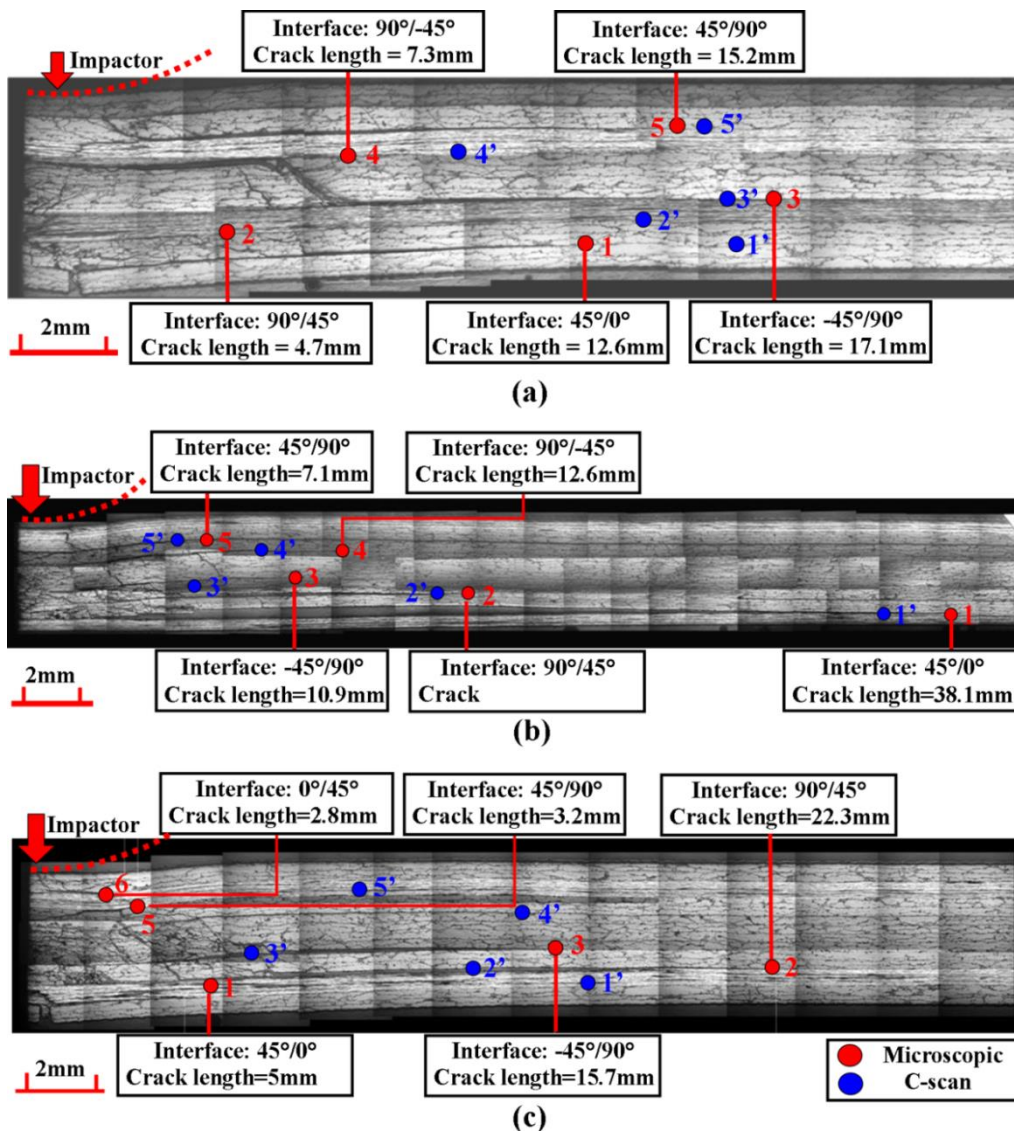 Interface: 90°/-45°
Crack length = 7.3mm
Interface: 45°/90°
Crack length = 15.2mm
Impactor
5 5’
4 4’
3’ 3
2 2’
1 1’
2mm
Interface: 90°/45°
Crack length = 4.7mm
Interface: 45°/0°
Crack length = 12.6mm
Interface: -45°/90°
Crack length = 17.1mm
(a)
Interface: 45°/90°
Crack length=7.1mm
Interface: 90°/-45°
Crack length=12.6mm
Impactor
5’ 5 4’ 4
3’ 3
2’ 2
1’ 1
2mm
Interface: -45°/90°
Crack length=10.9mm
Interface: 90°/45°
Crack
Interface: 45°/0°
Crack length=38.1mm
(b)
Interface: 0°/45°
Crack length=2.8mm
Interface: 45°/90°
Crack length=3.2mm
Interface: 90°/45°
Crack length=22.3mm
Impactor
6 5’
5 4’
3’ 3
2’ 2
1 1’
2mm
Interface: 45°/0°
Crack length=5mm
Interface: -45°/90°
Crack length=15.7mm
Microscopic
C-scan
(c)